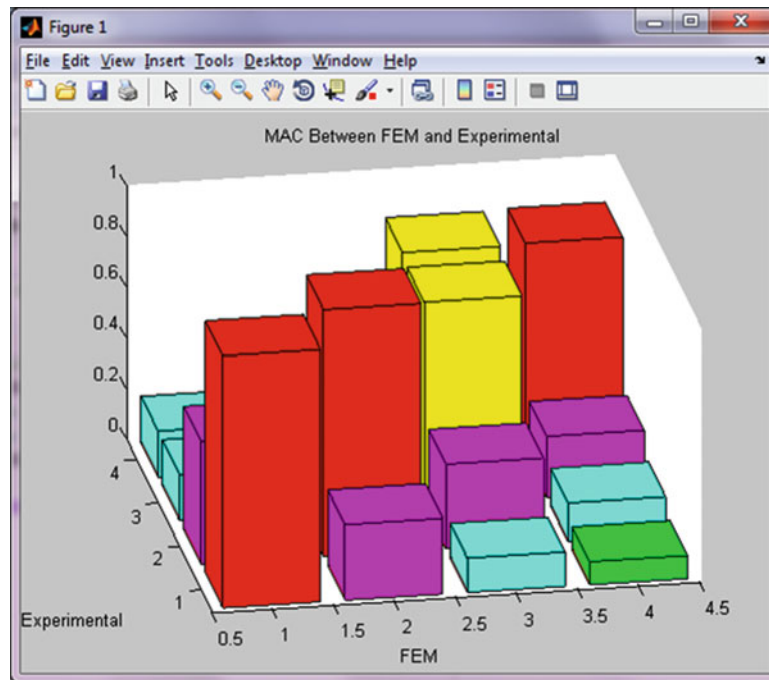 Figure 1
File Edit View Insert Tools Desktop Window Help
MAC Between FEM and Experimental
1
0.8
0.6
0.4
0.2
0
4
3
2
1
Experimental
0.5 1 1.5 2 2.5 3 3.5 4 4.5
FEM